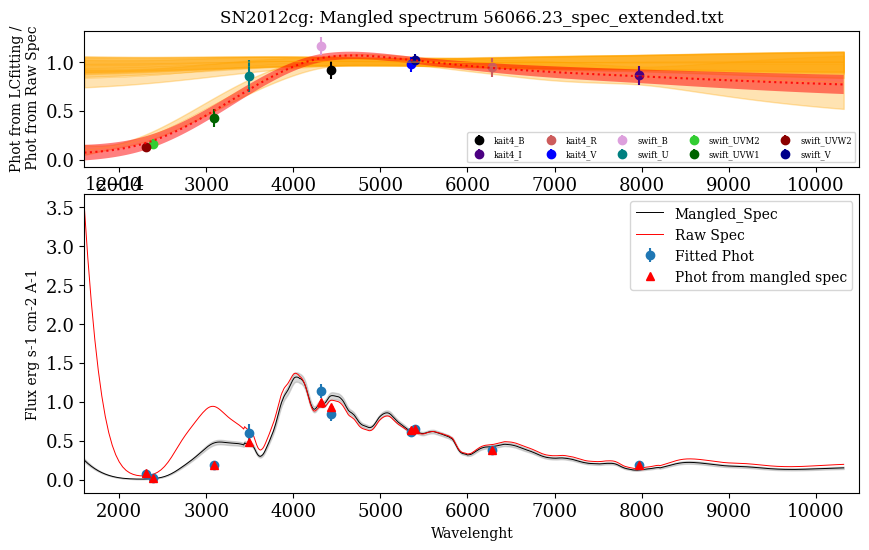 SN2012cg: Mangled spectrum 56066.23_spec_extended.txt
Phot from LCfitting /
Phot from Raw Spec
1.0
0.5
0.0
kait4_B kait4_R swift_B swift_UVM2 swift_UVW2
kait4_I kait4_V swift_U swift_UVW1 swift_V
2000 3000 4000 5000 6000 7000 8000 9000 10000
Flux erg s-1 cm-2 A-1
3.5
3.0
2.5
2.0
1.5
1.0
0.5
0.0
Mangled_Spec
Raw Spec
Fitted Phot
Phot from mangled spec
2000 3000 4000 5000 6000 7000 8000 9000 10000
Wavelenght